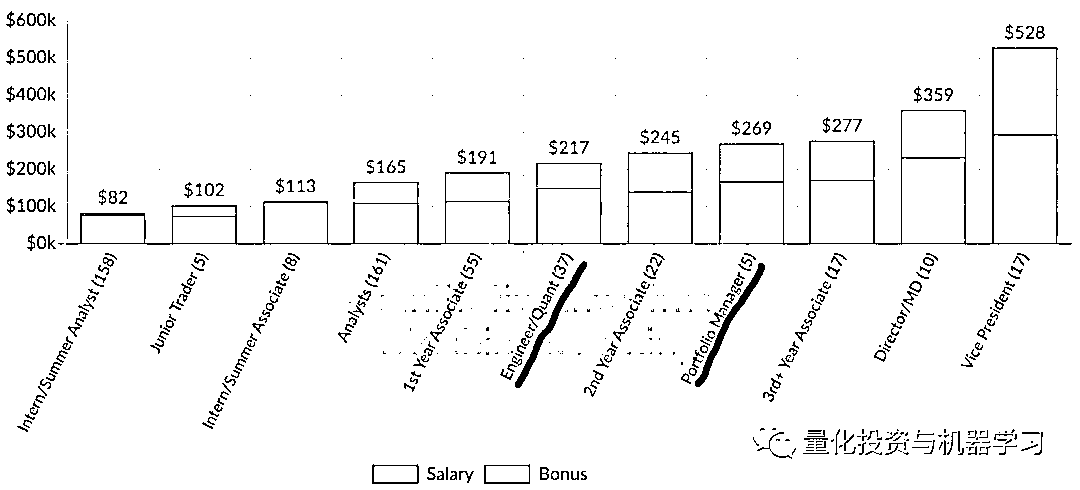 $600k
$500k
$400k
$300k
$200k
$100k
$0k
$82
$102
$113
$165
$191
$217
$245
$269
$277
$359
$528
Intern/Summer Analyst (158)
Junior Trader (5)
Intern/Summer Associate (8)
Analysts (161)
1st Year Associate (55)
Engineer/Quant (37)
2nd Year Associate (22)
Portfolio Manager (5)
3rd+ Year Associate (17)
Director/MD (10)
Vice President (17)
量化投资与机器学习
Salary Bonus